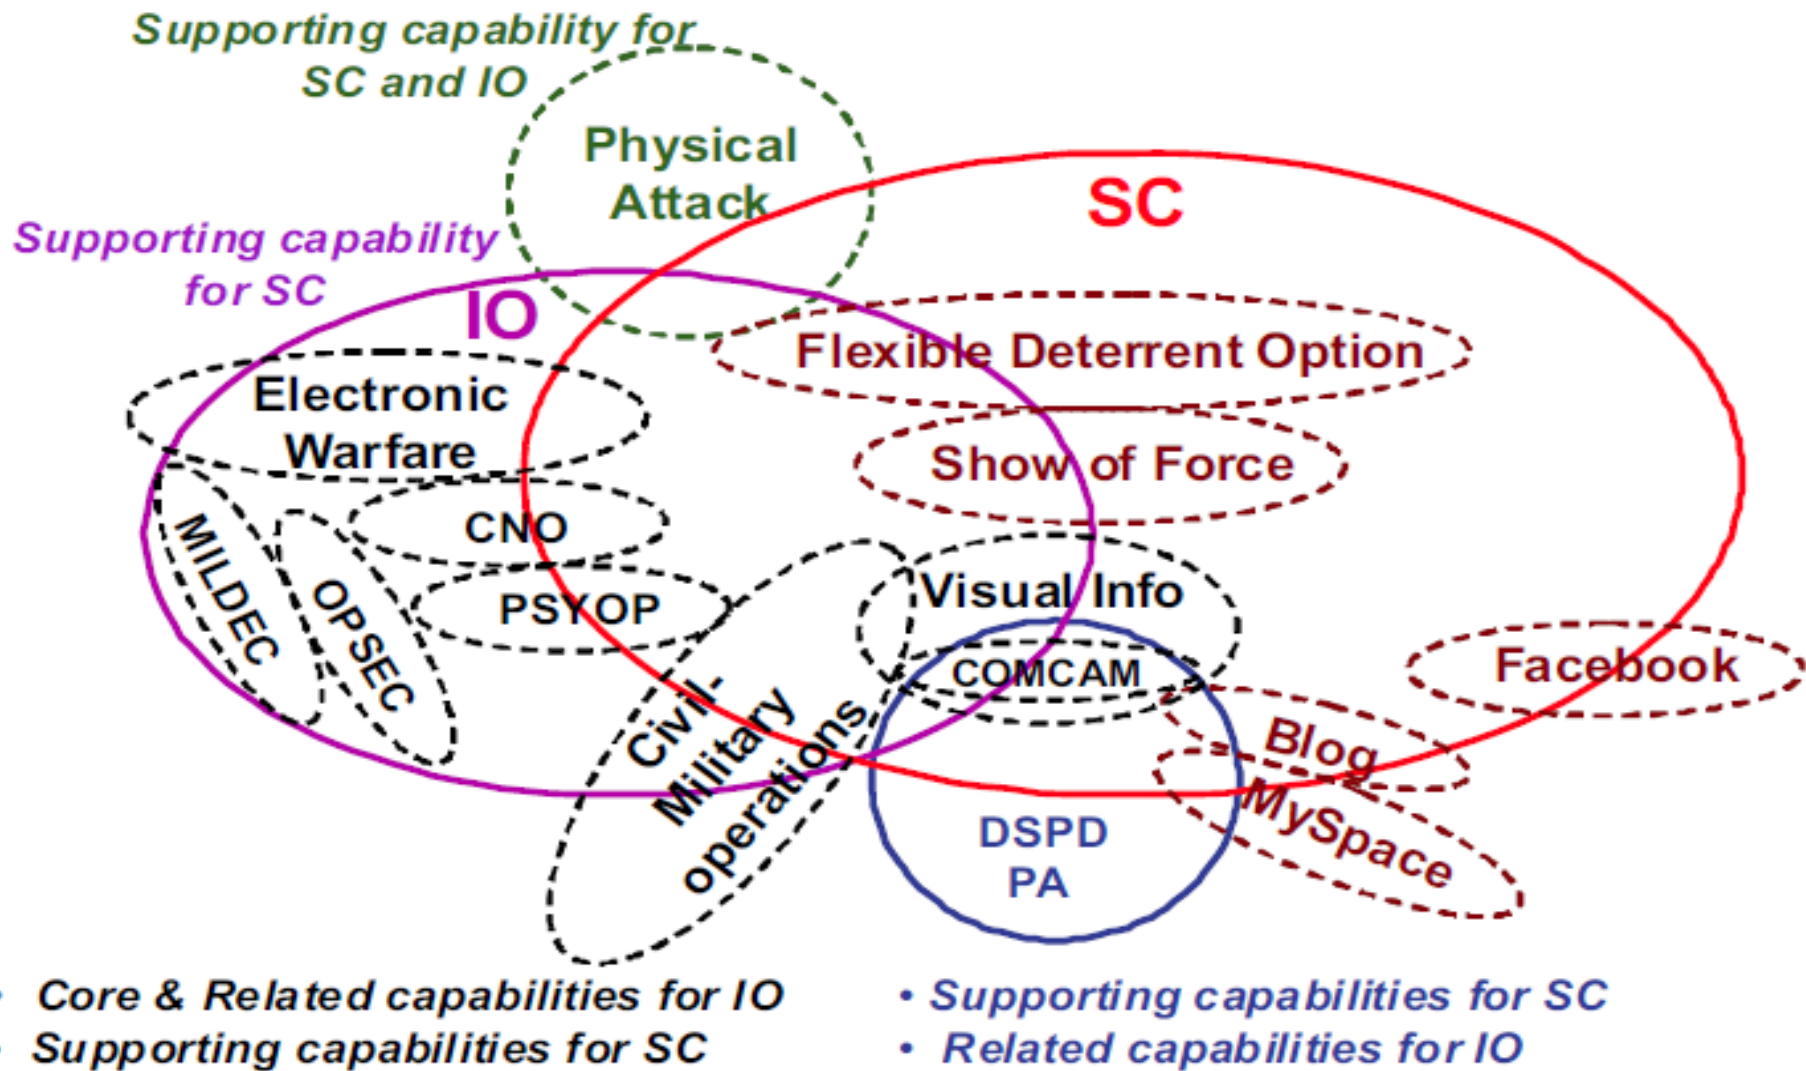 Supporting capability for
SC and IO
Physical
Attack
SC
Supporting capability
for SC
IO
Flexible Deterrent Option
Electronic
Warfare
Show of Force
CNO
MILDEC
OPSEC
PSYOP
Visual Info
COMCAM
Facebook
Civil-
Military
operations
Blog
MySpace
DSPD
PA
• Core & Related capabilities for IO
• Supporting capabilities for SC
• Supporting capabilities for SC
• Related capabilities for IO